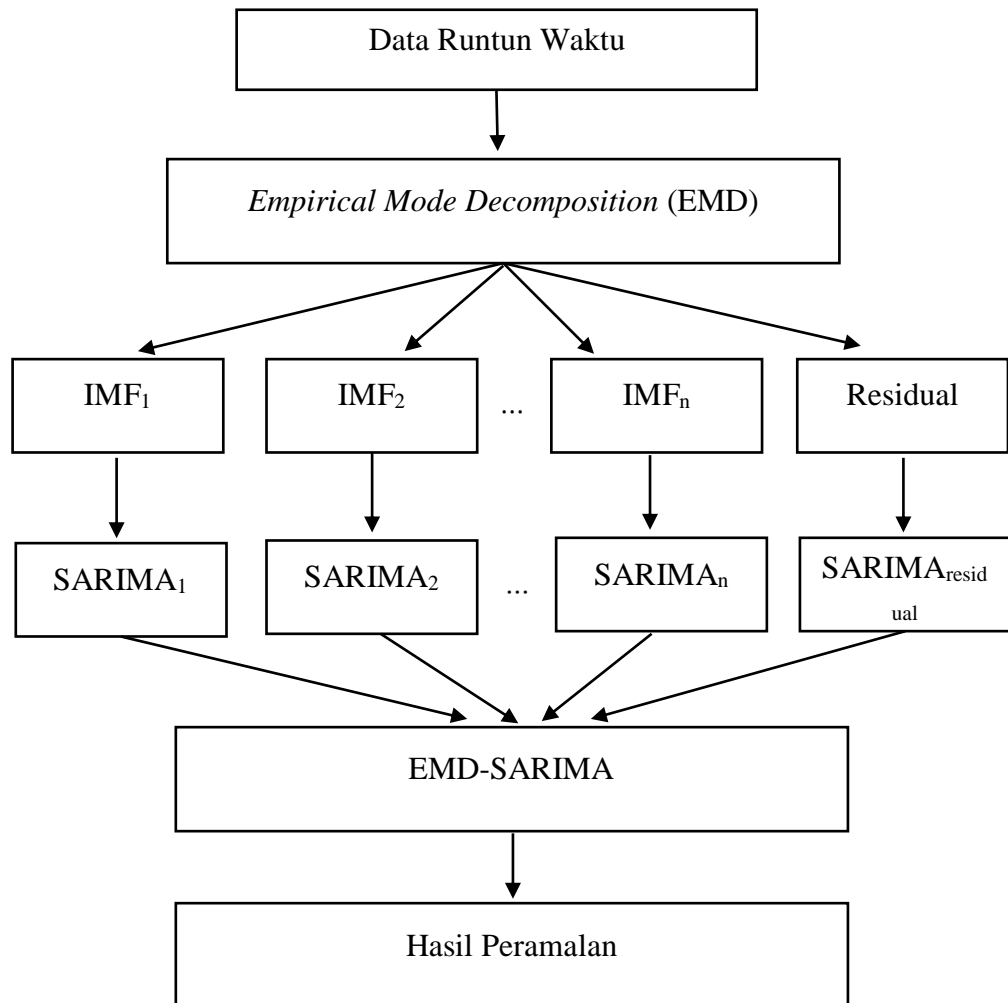 Data Runtun Waktu
Empirical Mode Decomposition (EMD)
IMF₁ IMF₂ ... IMFₙ Residual
SARIMA₁ SARIMA₂ ... SARIMAₙ SARIMAresid
ual
EMD-SARIMA
Hasil Peramalan